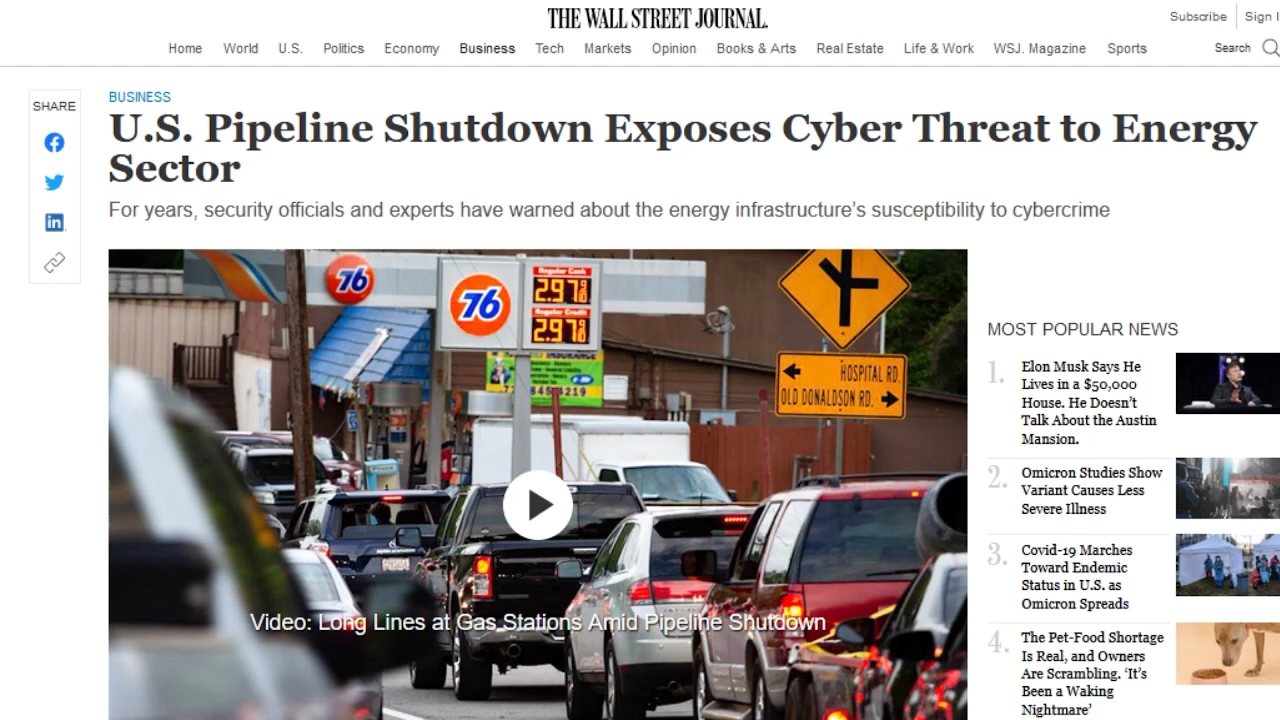 THE WALL STREET JOURNAL.
Subscribe
Sign I
Home World U.S. Politics Economy Business Tech Markets Opinion Books & Arts Real Estate Life & Work WSJ. Magazine Sports
Search
SHARE
BUSINESS
U.S. Pipeline Shutdown Exposes Cyber Threat to Energy
Sector
For years, security officials and experts have warned about the energy infrastructure’s susceptibility to cybercrime
76
76
Regular Cash
2.97
Regular Credit
2.97
INSURANCE
HOSPITAL RD.
OLD DONALDSON RD.
Phone
Video: Long Lines at Gas Stations Amid Pipeline Shutdown
MOST POPULAR NEWS
1.
Elon Musk Says He
Lives in a $50,000
House. He Doesn’t
Talk About the Austin
Mansion.
2.
Omicron Studies Show
Variant Causes Less
Severe Illness
3.
Covid-19 Marches
Toward Endemic
Status in U.S. as
Omicron Spreads
4.
The Pet-Food Shortage
Is Real, and Owners
Are Scrambling. ‘It’s
Been a Waking
Nightmare’